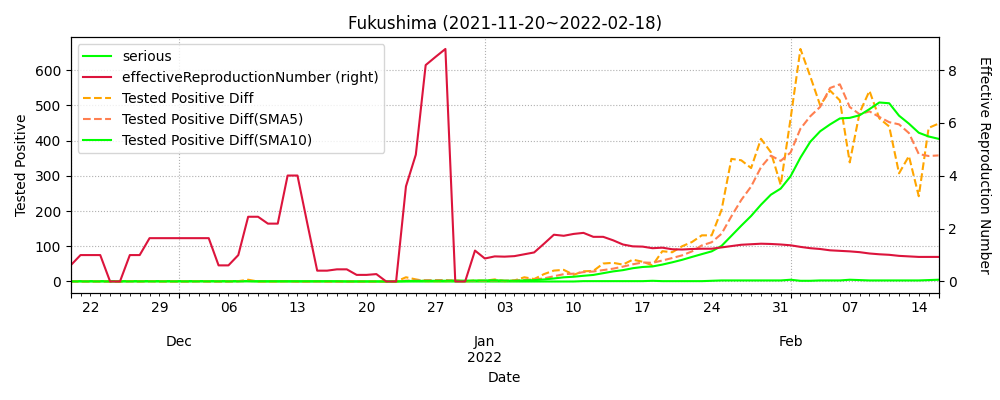 Fukushima (2021-11-20~2022-02-18)
serious
effectiveReproductionNumber (right)
Tested Positive Diff
Tested Positive Diff(SMA5)
Tested Positive Diff(SMA10)
Tested Positive
600
500
400
300
200
100
0
8
6
4
2
0
Effective Reproduction Number
22 29 06 13 20 27 03 10 17 24 31 07 14
Dec Jan Feb
2022
Date